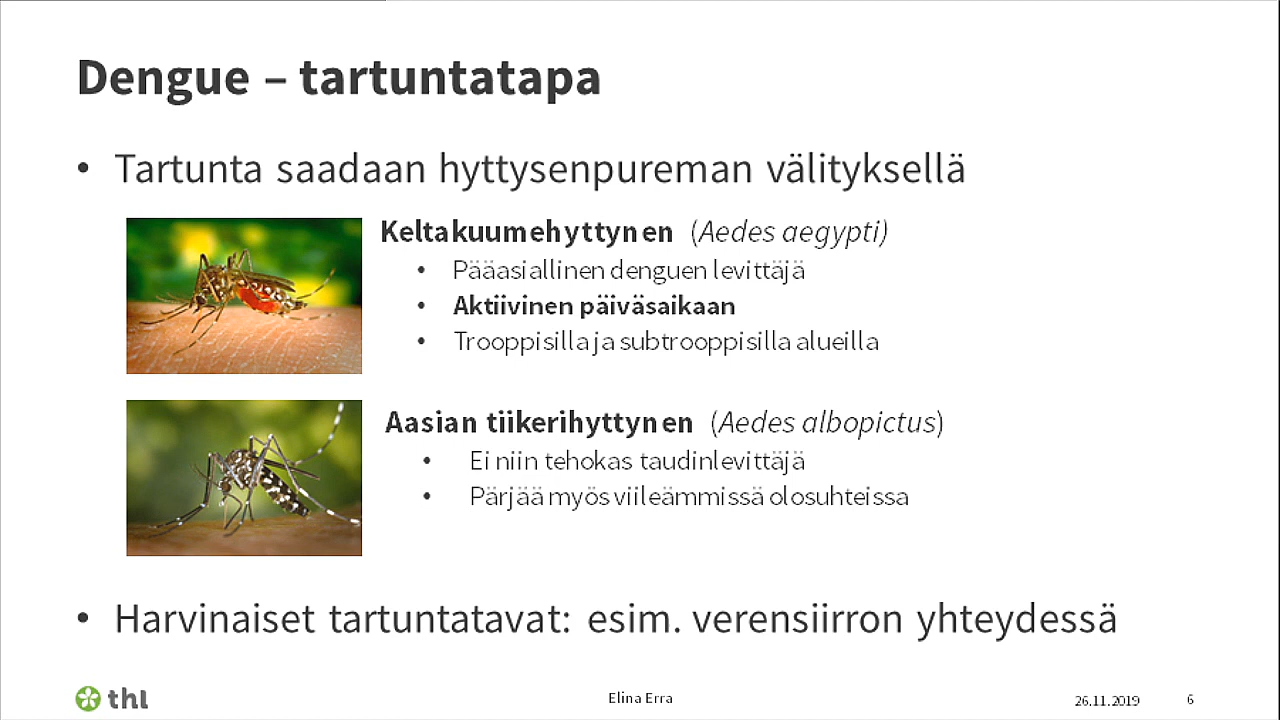 Dengue – tartuntatapa
• Tartunta saadaan hyttysenpureman välityksellä
Keltakuumehyttynen (Aedes aegypti)
• Pääasiallinen denguen levittäjä
• Aktiivinen päiväsaikaan
• Trooppisilla ja subtrooppisilla alueilla
Aasian tiikerihyttynen (Aedes albopictus)
• Ei niin tehokas taudinlevittäjä
• Pärjää myös viileämmissä olosuhteissa
• Harvinaiset tartuntatavat: esim. verensiirron yhteydessä
thl
Elina Erra
26.11.2019
6